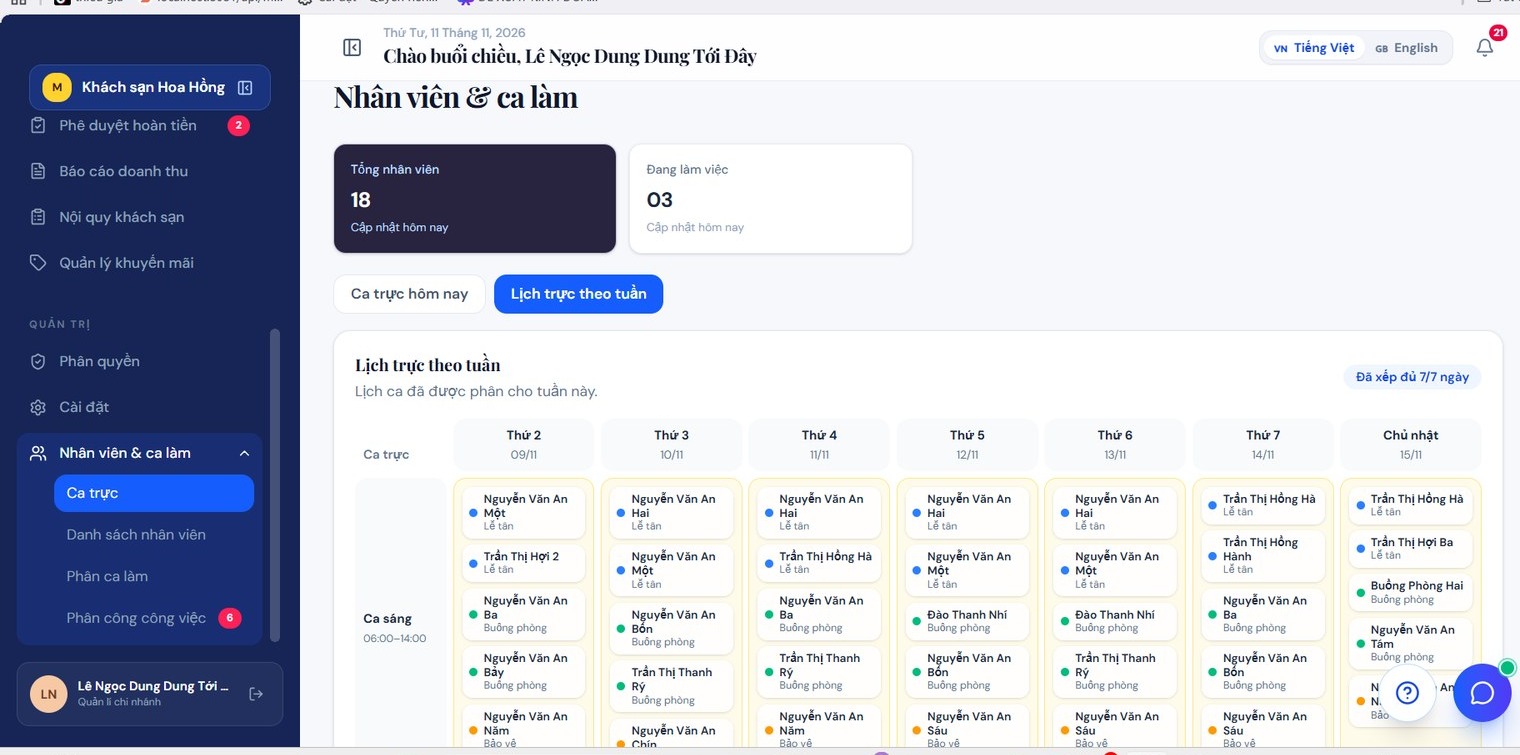 Thứ Tư, 11 Tháng 11, 2026
Chào buổi chiều, Lê Ngọc Dung Dung Tới Đây
VN Tiếng Việt
GB English
21
M Khách sạn Hoa Hồng
Phê duyệt hoàn tiền 2
Báo cáo doanh thu
Nội quy khách sạn
Quản lý khuyến mãi
QUẢN TRỊ
Phân quyền
Cài đặt
Nhân viên & ca làm
Ca trực
Danh sách nhân viên
Phân ca làm
Phân công công việc 6
LN
Lê Ngọc Dung Dung Tới ...
Quản lí chi nhánh
Nhân viên & ca làm
Tổng nhân viên
18
Cập nhật hôm nay
Đang làm việc
03
Cập nhật hôm nay
Ca trực hôm nay
Lịch trực theo tuần
Lịch trực theo tuần
Lịch ca đã được phân cho tuần này.
Đã xếp đủ 7/7 ngày
Ca trực
Thứ 2
09/11
Thứ 3
10/11
Thứ 4
11/11
Thứ 5
12/11
Thứ 6
13/11
Thứ 7
14/11
Chủ nhật
15/11
Ca sáng
06:00–14:00
Nguyễn Văn An
Một
Lễ tân
Trần Thị Hợi 2
Lễ tân
Nguyễn Văn An
Ba
Buồng phòng
Nguyễn Văn An
Bảy
Buồng phòng
Nguyễn Văn An
Năm
Bảo vệ
Nguyễn Văn An
Hai
Lễ tân
Nguyễn Văn An
Một
Lễ tân
Nguyễn Văn An
Bốn
Buồng phòng
Trần Thị Thanh
Rý
Buồng phòng
Nguyễn Văn An
Chín
Nguyễn Văn An
Hai
Lễ tân
Trần Thị Hồng Hà
Lễ tân
Nguyễn Văn An
Ba
Buồng phòng
Trần Thị Thanh
Rý
Buồng phòng
Nguyễn Văn An
Năm
Bảo vệ
Nguyễn Văn An
Hai
Lễ tân
Nguyễn Văn An
Một
Lễ tân
Đào Thanh Nhí
Buồng phòng
Nguyễn Văn An
Bốn
Buồng phòng
Nguyễn Văn An
Sáu
Bảo vệ
Nguyễn Văn An
Hai
Lễ tân
Nguyễn Văn An
Một
Lễ tân
Đào Thanh Nhí
Buồng phòng
Trần Thị Thanh
Rý
Buồng phòng
Nguyễn Văn An
Sáu
Bảo vệ
Trần Thị Hồng Hà
Lễ tân
Trần Thị Hồng
Hành
Lễ tân
Nguyễn Văn An
Ba
Buồng phòng
Nguyễn Văn An
Bốn
Buồng phòng
Nguyễn Văn An
Sáu
Bảo vệ
Trần Thị Hồng Hà
Lễ tân
Trần Thị Hợi Ba
Lễ tân
Buồng Phòng Hai
Buồng phòng
Nguyễn Văn An
Tám
Buồng phòng
An